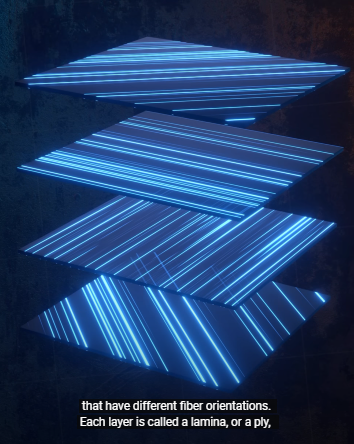 that have different fiber orientations.
Each layer is called a lamina, or a ply,